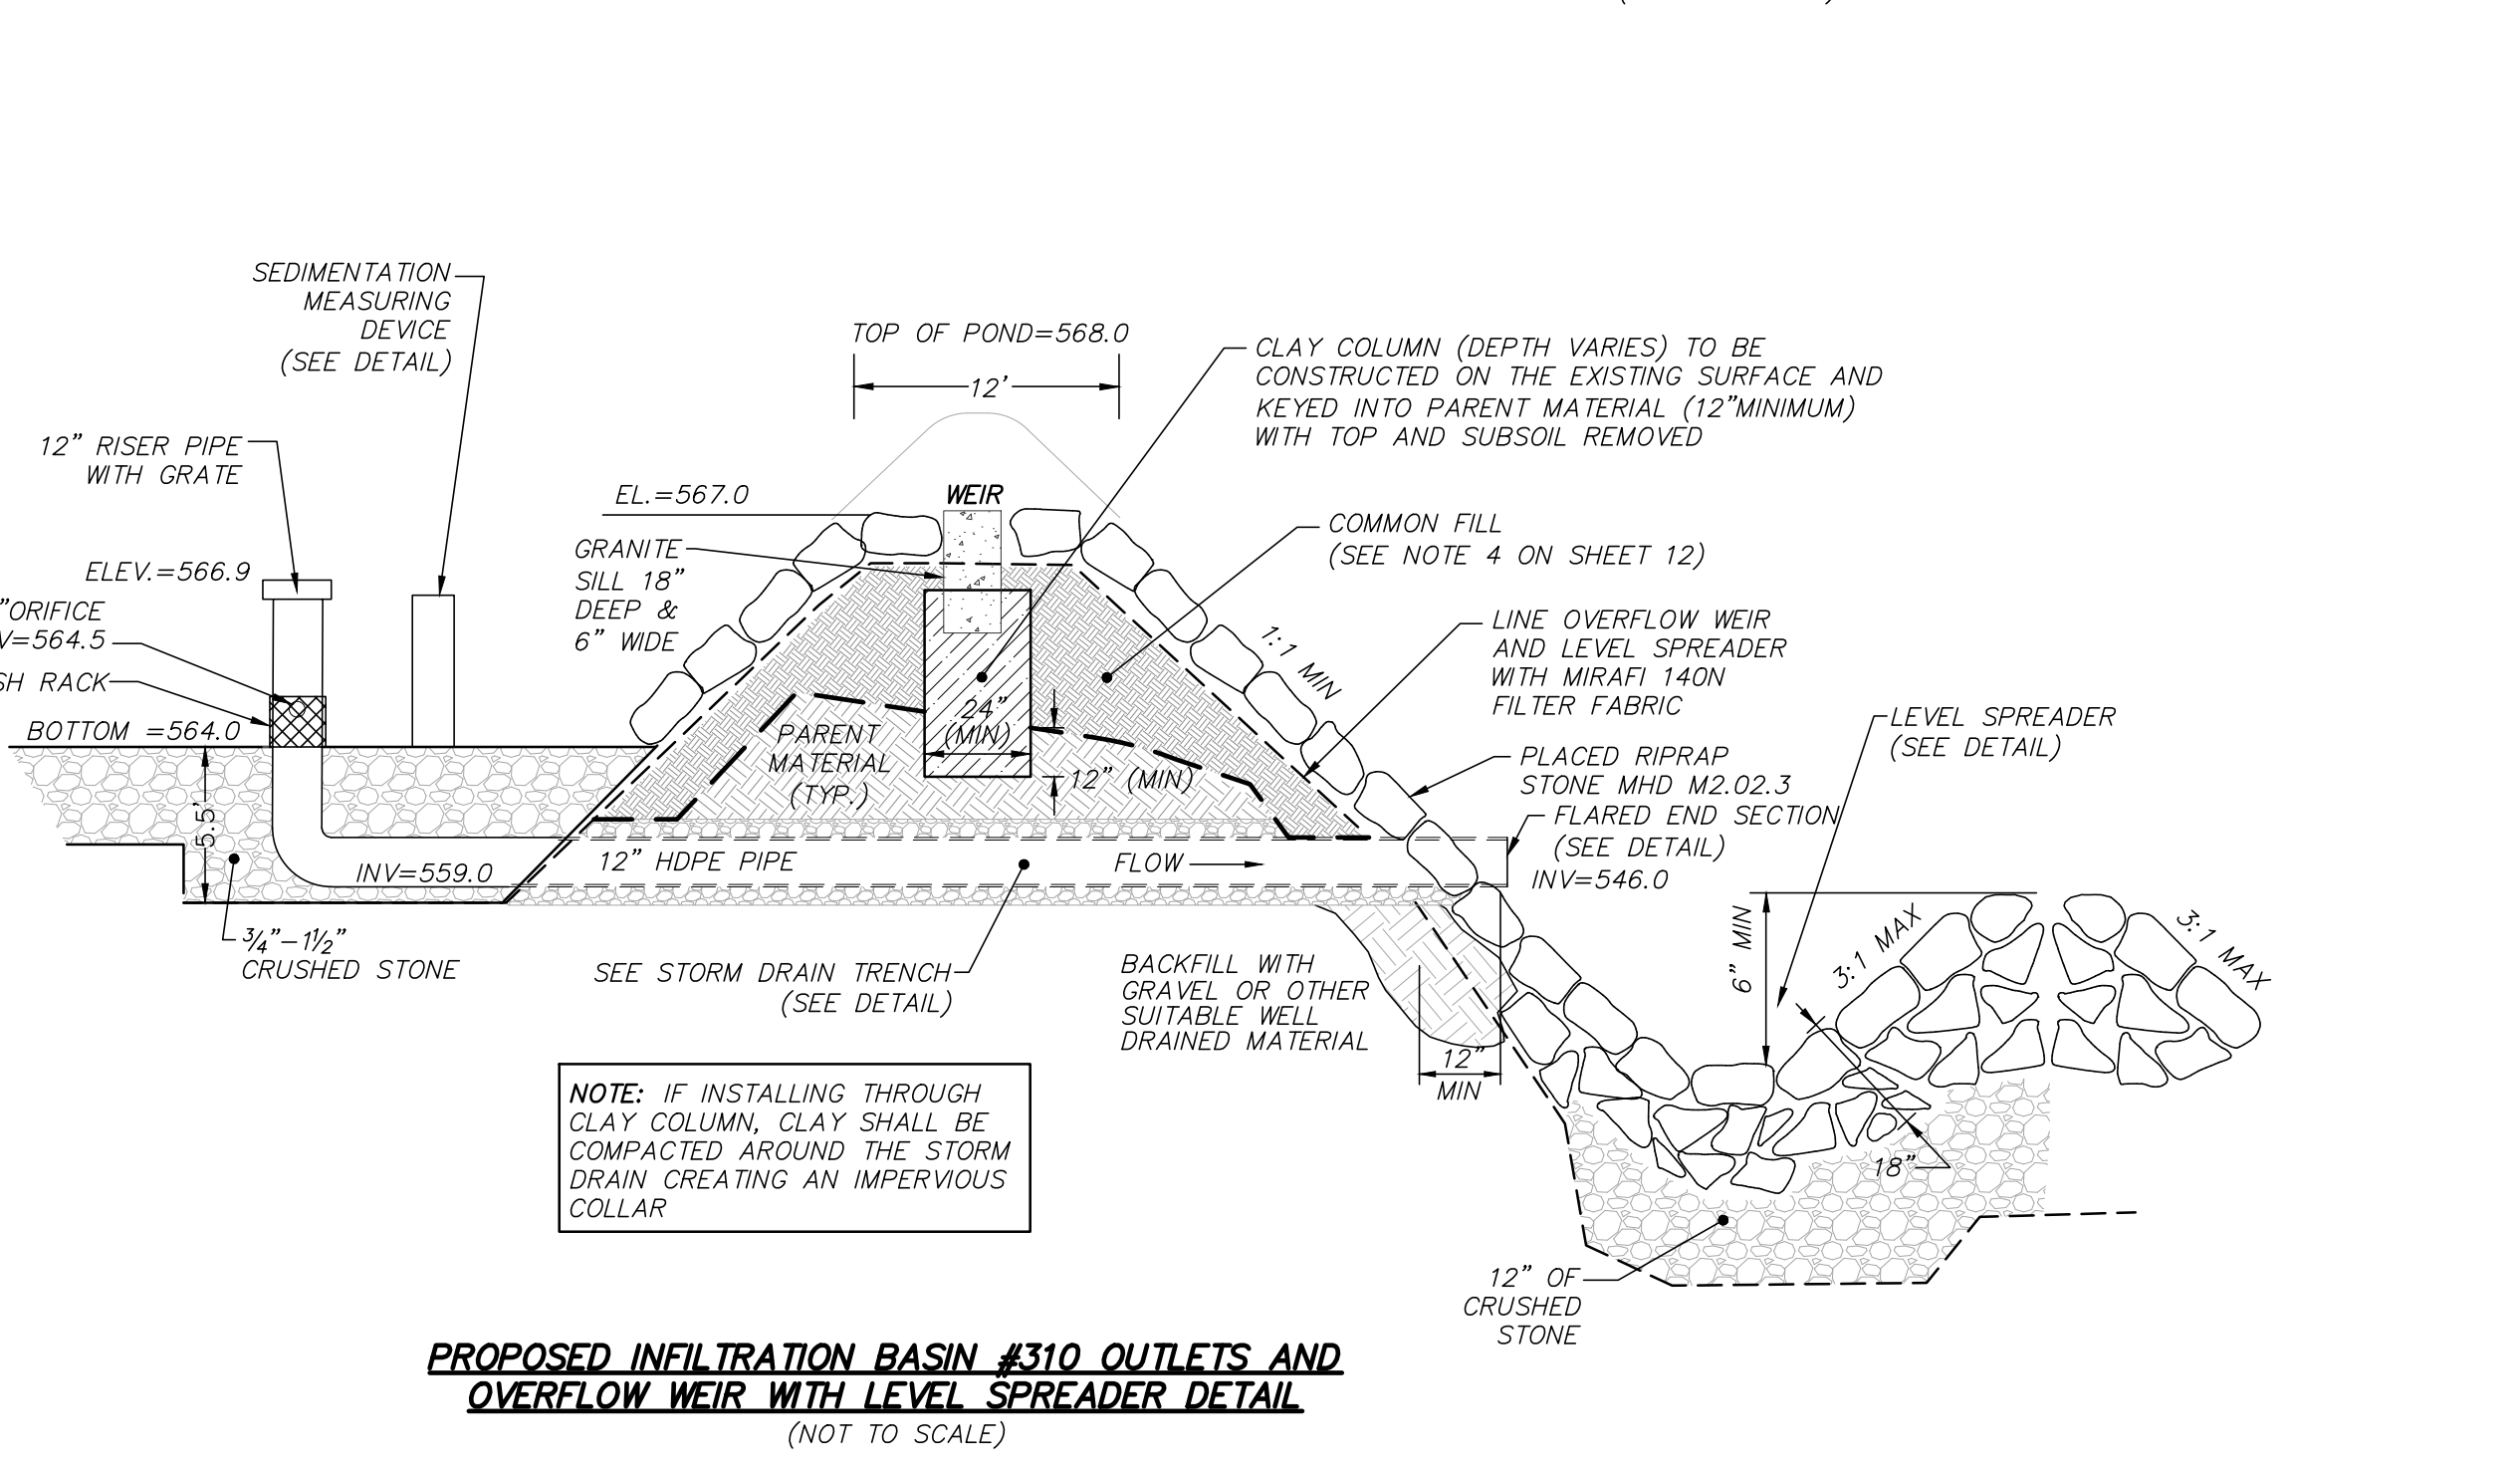 SEDIMENTATION
MEASURING
DEVICE
(SEE DETAIL)
TOP OF POND=568.0
12'
CLAY COLUMN (DEPTH VARIES) TO BE
CONSTRUCTED ON THE EXISTING SURFACE AND
KEYED INTO PARENT MATERIAL (12"MINIMUM)
WITH TOP AND SUBSOIL REMOVED
12" RISER PIPE
WITH GRATE
EL.=567.0
WEIR
COMMON FILL
(SEE NOTE 4 ON SHEET 12)
GRANITE
SILL 18"
DEEP &
6" WIDE
ELEV.=566.9
"ORIFICE
V=564.5
SH RACK
BOTTOM =564.0
1:1 MIN
LINE OVERFLOW WEIR
AND LEVEL SPREADER
WITH MIRAFI 140N
FILTER FABRIC
LEVEL SPREADER
(SEE DETAIL)
PARENT
MATERIAL
(TYP.)
24"
(MIN)
12" (MIN)
PLACED RIPRAP
STONE MHD M2.02.3
FLARED END SECTION
(SEE DETAIL)
INV=546.0
5.5'
INV=559.0
12" HDPE PIPE
FLOW
6" MIN
3:1 MAX
3:1 MAX
3/4"-1 1/2"
CRUSHED STONE
SEE STORM DRAIN TRENCH
(SEE DETAIL)
BACKFILL WITH
GRAVEL OR OTHER
SUITABLE WELL
DRAINED MATERIAL
12"
MIN
18"
NOTE: IF INSTALLING THROUGH
CLAY COLUMN, CLAY SHALL BE
COMPACTED AROUND THE STORM
DRAIN CREATING AN IMPERVIOUS
COLLAR
12" OF
CRUSHED
STONE
PROPOSED INFILTRATION BASIN #310 OUTLETS AND
OVERFLOW WEIR WITH LEVEL SPREADER DETAIL
(NOT TO SCALE)